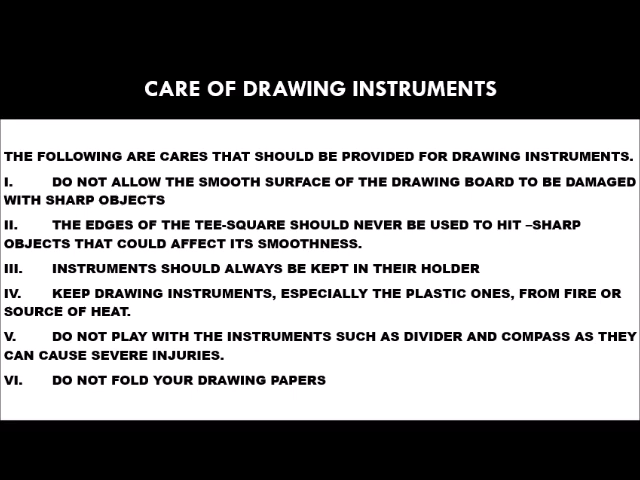 CARE OF DRAWING INSTRUMENTS
THE FOLLOWING ARE CARES THAT SHOULD BE PROVIDED FOR DRAWING INSTRUMENTS.
I. DO NOT ALLOW THE SMOOTH SURFACE OF THE DRAWING BOARD TO BE DAMAGED
WITH SHARP OBJECTS
II. THE EDGES OF THE TEE-SQUARE SHOULD NEVER BE USED TO HIT –SHARP
OBJECTS THAT COULD AFFECT ITS SMOOTHNESS.
III. INSTRUMENTS SHOULD ALWAYS BE KEPT IN THEIR HOLDER
IV. KEEP DRAWING INSTRUMENTS, ESPECIALLY THE PLASTIC ONES, FROM FIRE OR
SOURCE OF HEAT.
V. DO NOT PLAY WITH THE INSTRUMENTS SUCH AS DIVIDER AND COMPASS AS THEY
CAN CAUSE SEVERE INJURIES.
VI. DO NOT FOLD YOUR DRAWING PAPERS